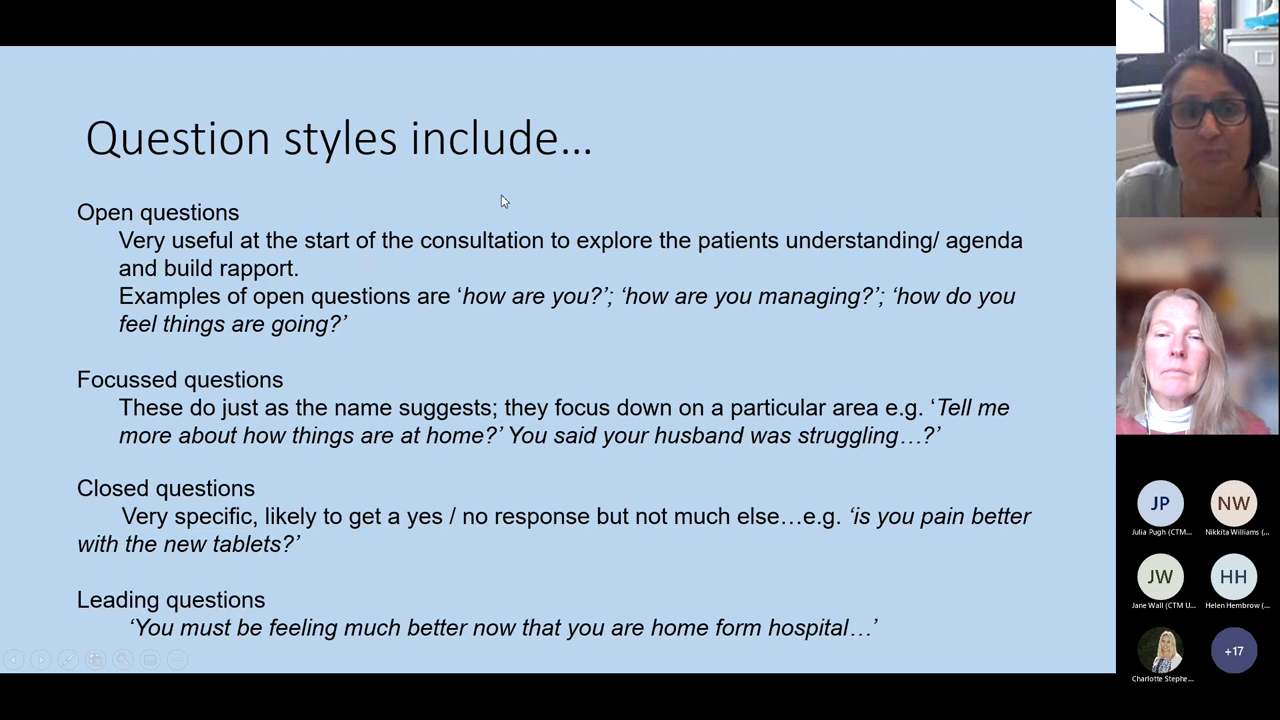 Question styles include…
Open questions
Very useful at the start of the consultation to explore the patients understanding/ agenda
and build rapport.
Examples of open questions are ‘how are you?’; ‘how are you managing?’; ‘how do you
feel things are going?’
Focussed questions
These do just as the name suggests; they focus down on a particular area e.g. ‘Tell me
more about how things are at home?’ You said your husband was struggling…?’
Closed questions
Very specific, likely to get a yes / no response but not much else…e.g. ‘is you pain better
with the new tablets?’
Leading questions
‘You must be feeling much better now that you are home form hospital…’
JP
NW
Julia Pugh (CTM...
Nikkita Williams (...
JW
HH
Jane Wall (CTM U...
Helen Hembrow (...
+17
Charlotte Stephe...